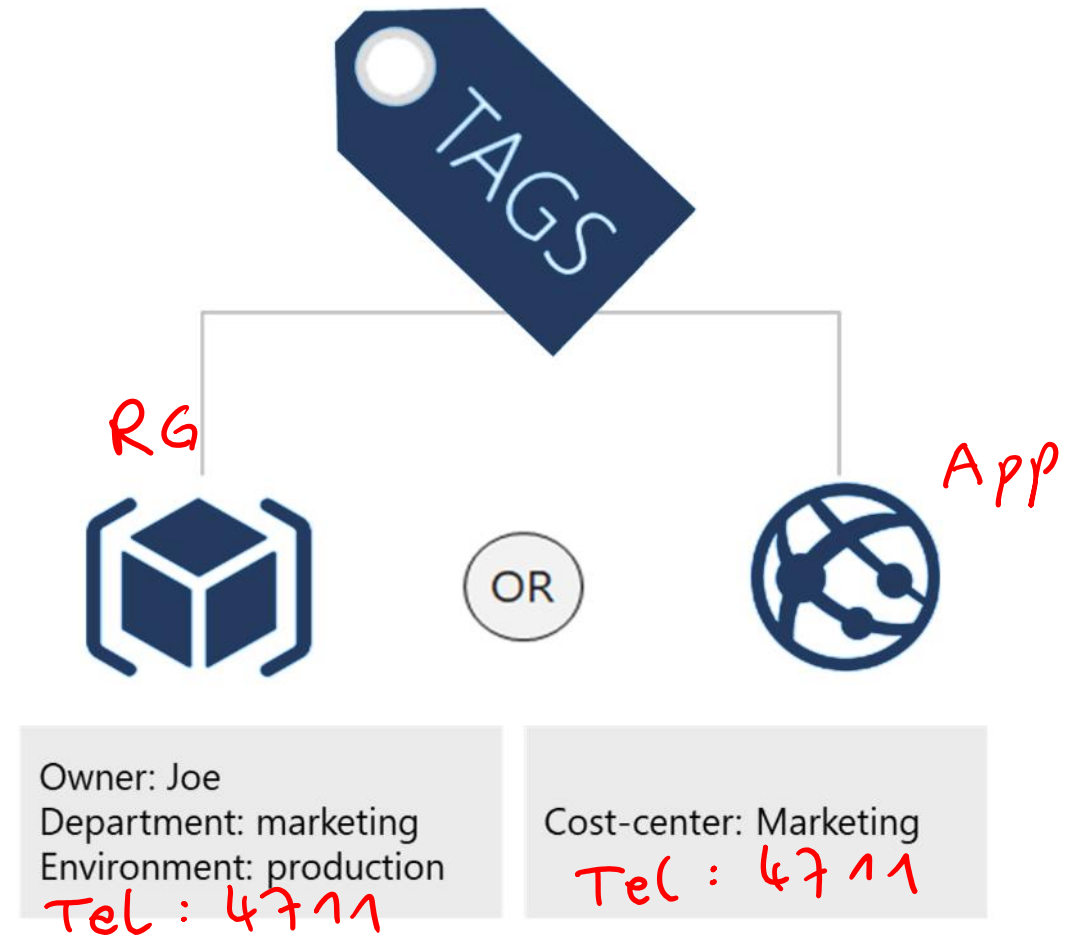 TAGS
RG
App
OR
Owner: Joe
Department: marketing
Environment: production
Tel: 4711
Cost-center: Marketing
Tel: 4711